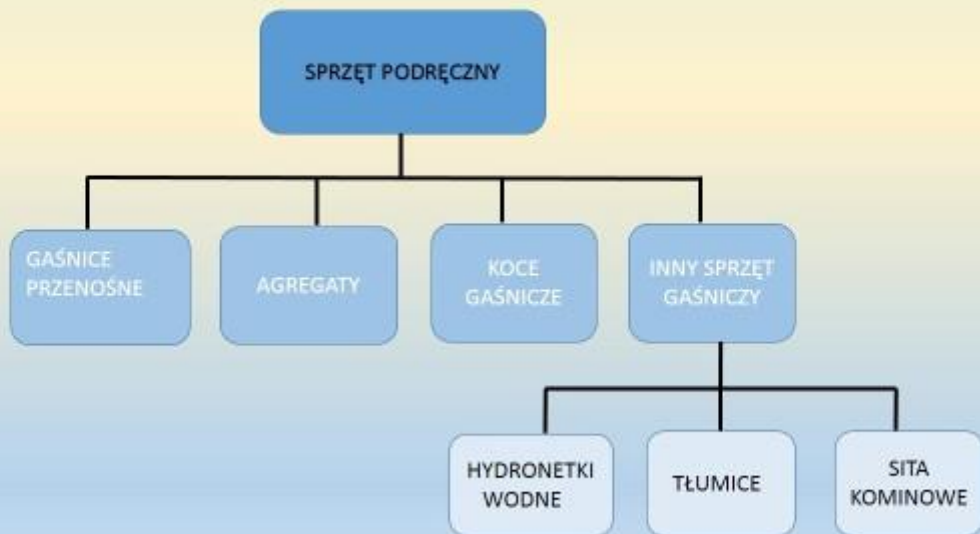 SPRZĘT PODRĘCZNY
GAŚNICE
PRZENOŚNE
AGREGATY
KOCE
GAŚNICZE
INNY SPRZĘT
GAŚNICZY
HYDRONETKI
WODNE
TŁUMICE
SITA
KOMINOWE